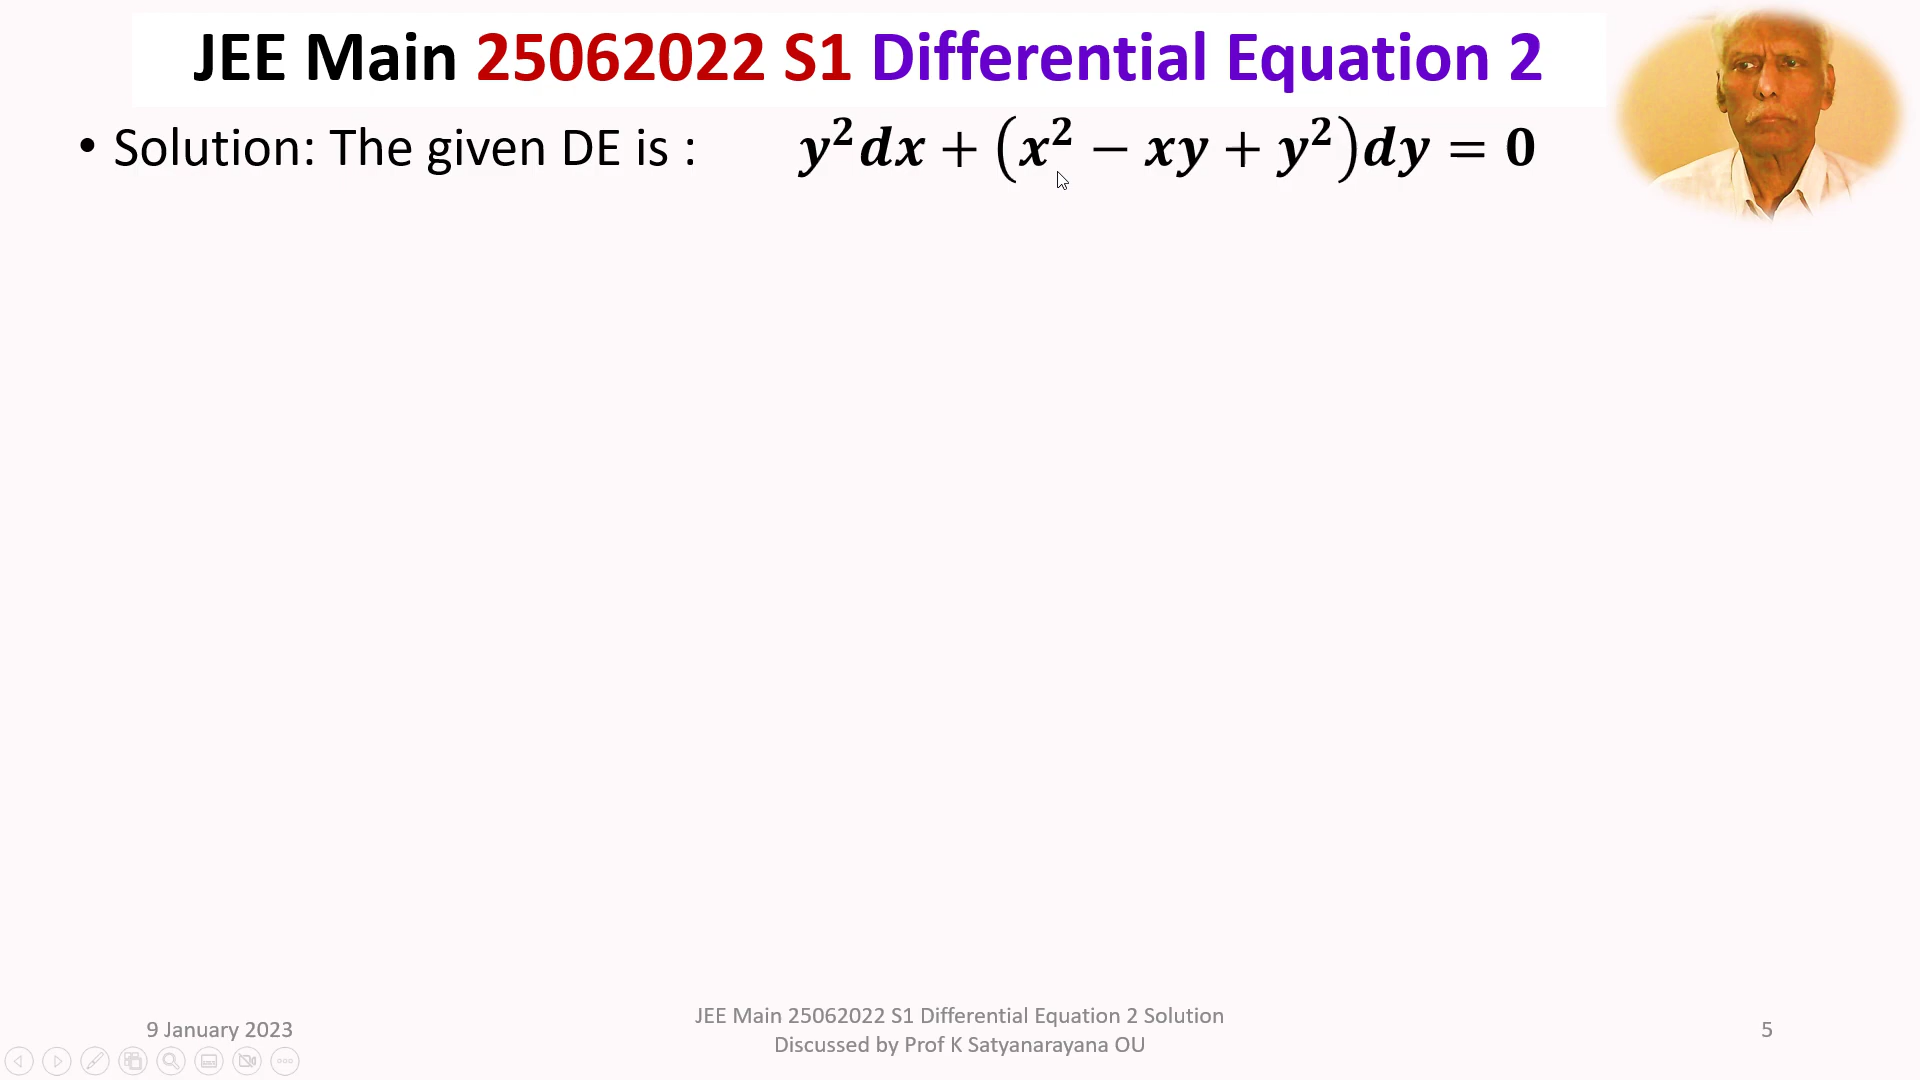 JEE Main 25062022 S1 Differential Equation 2
• Solution: The given DE is : y²dx + (x² − xy + y²)dy = 0
9 January 2023
JEE Main 25062022 S1 Differential Equation 2 Solution
Discussed by Prof K Satyanarayana OU
5